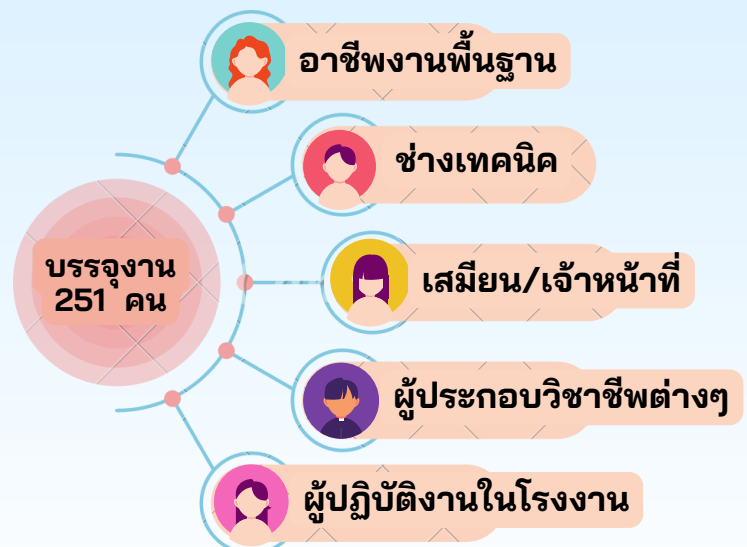 อาชีพงานพื้นฐาน
ช่างเทคนิค
บรรจุงาน
251 คน
เสมียน/เจ้าหน้าที่
ผู้ประกอบวิชาชีพต่างๆ
ผู้ปฏิบัติงานในโรงงาน